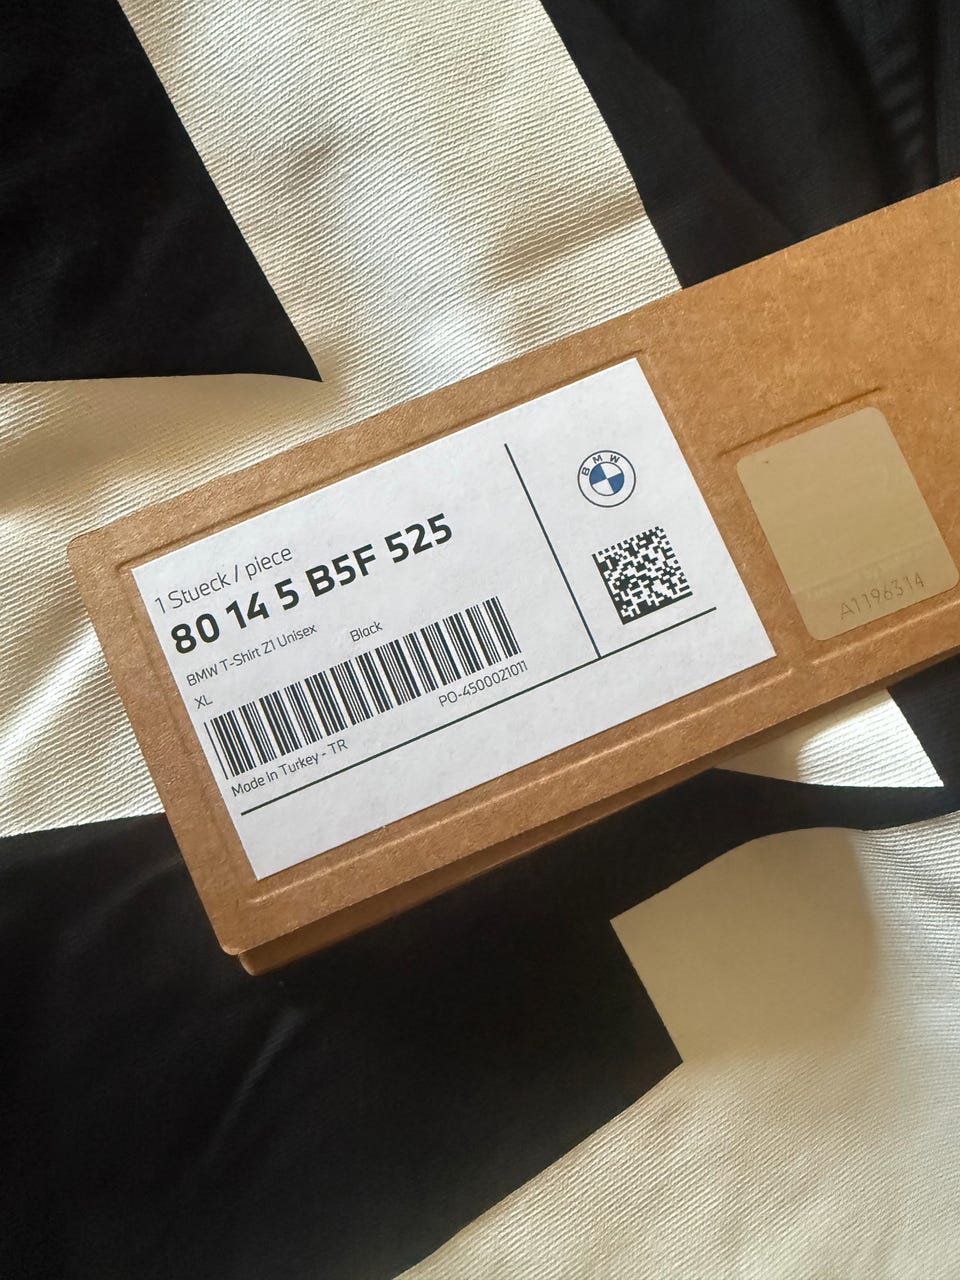 1 Stueck / piece
80 14 5 B5F 525
BMW T-Shirt Z1 Unisex Black
XL
PO-4500021011
Made In Turkey - TR
BMW
A1196314